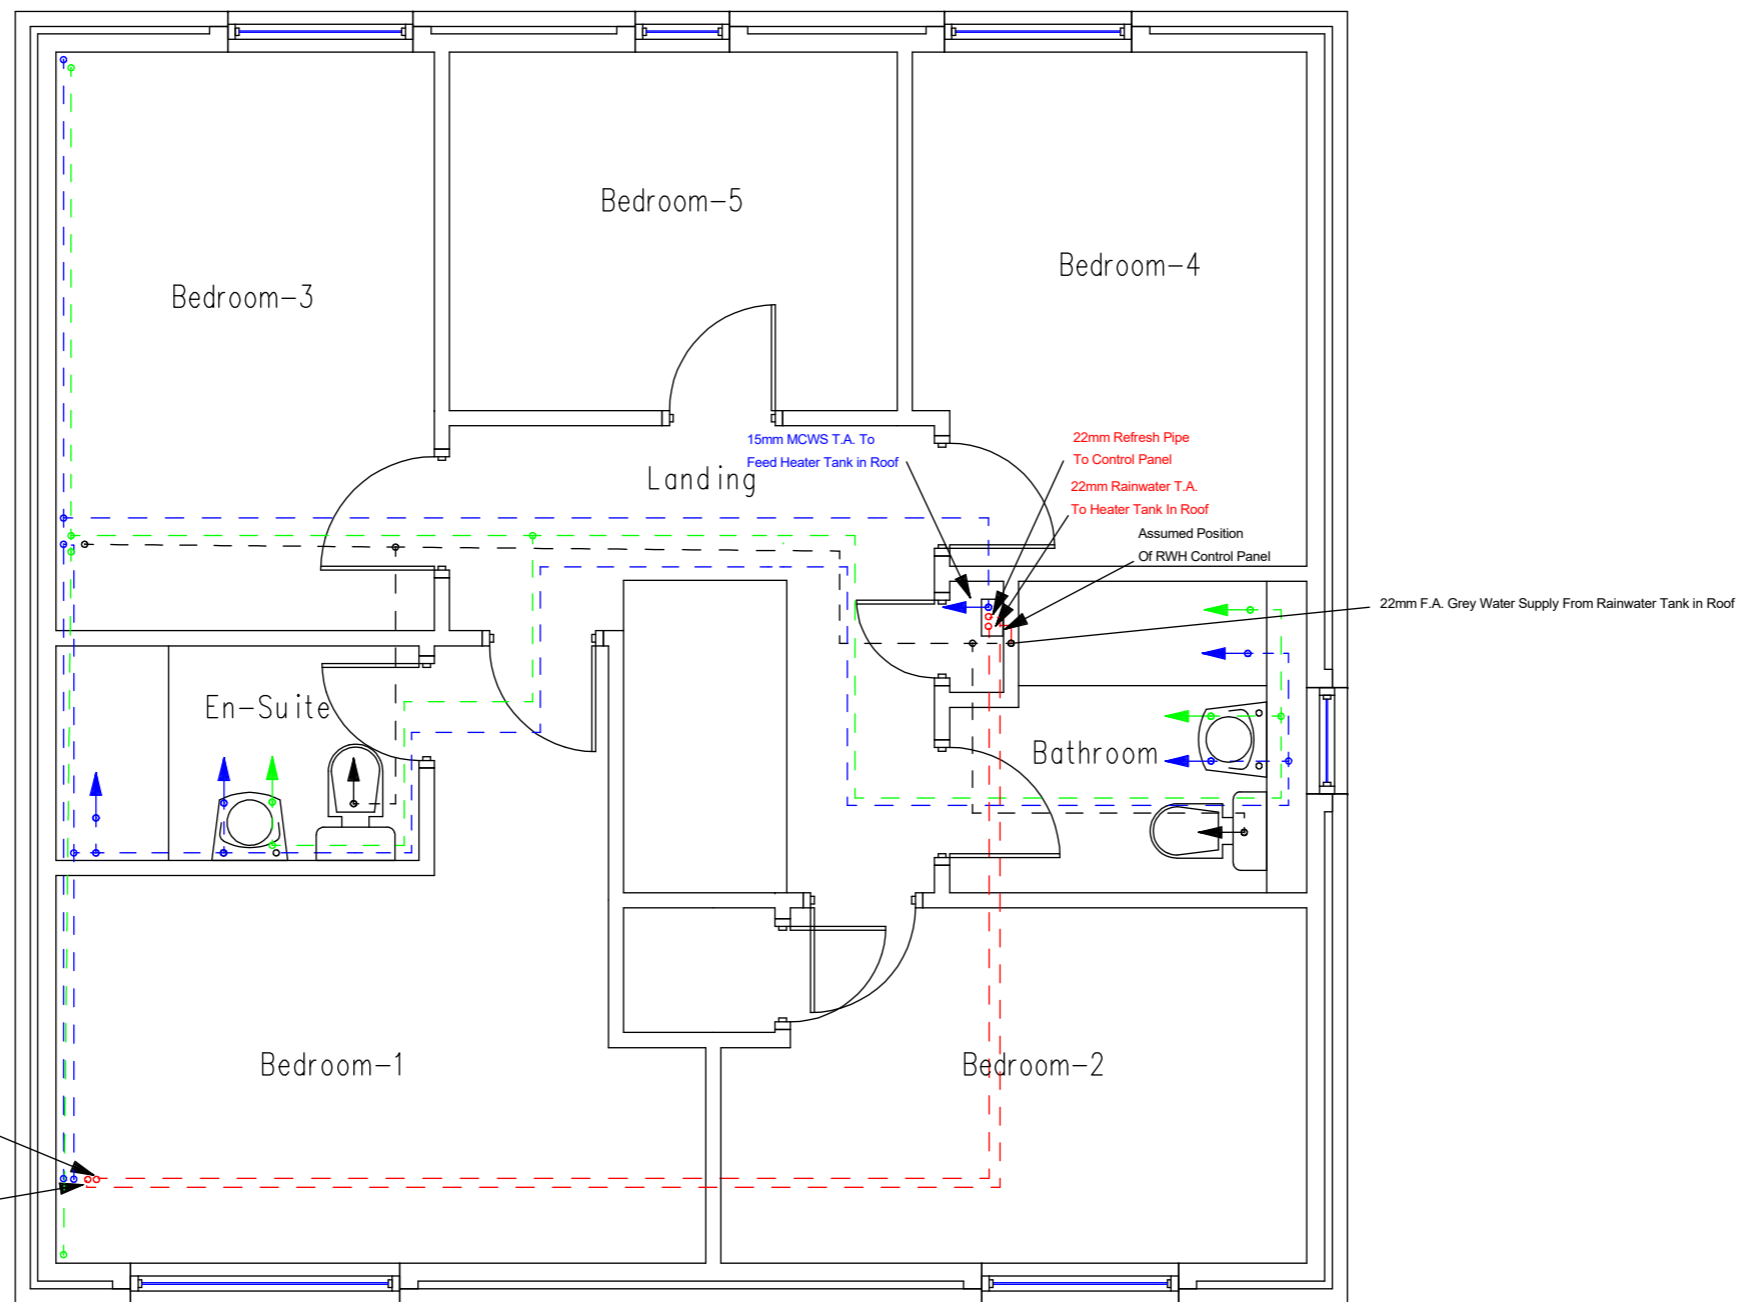 Bedroom-5
Bedroom-4
Bedroom-3
15mm MCWS T.A. To
Feed Heater Tank in Roof
22mm Refresh Pipe
To Control Panel
Landing
22mm Rainwater T.A.
To Heater Tank In Roof
Assumed Position
Of RWH Control Panel
22mm F.A. Grey Water Supply From Rainwater Tank in Roof
En-Suite
Bathroom
Bedroom-1
Bedroom-2